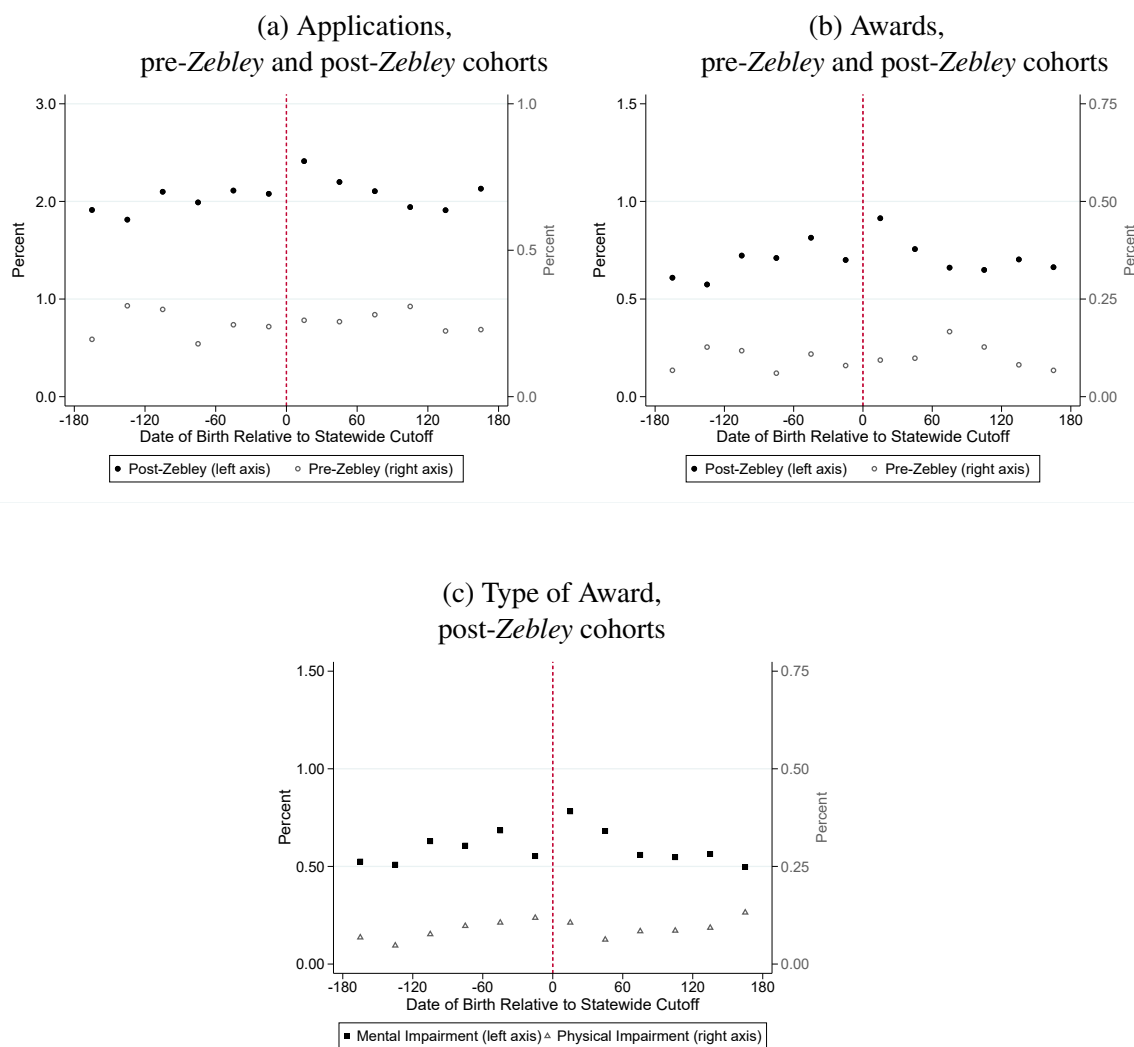 (a) Applications,
pre-Zebley and post-Zebley cohorts
3.0
2.0
1.0
0.0
Percent
1.0
0.5
0.0
Percent
-180 -120 -60 0 60 120 180
Date of Birth Relative to Statewide Cutoff
Post-Zebley (left axis) Pre-Zebley (right axis)
(b) Awards,
pre-Zebley and post-Zebley cohorts
1.5
1.0
0.5
0.0
Percent
0.75
0.50
0.25
0.00
Percent
-180 -120 -60 0 60 120 180
Date of Birth Relative to Statewide Cutoff
Post-Zebley (left axis) Pre-Zebley (right axis)
(c) Type of Award,
post-Zebley cohorts
1.50
1.00
0.50
0.00
Percent
0.75
0.50
0.25
0.00
Percent
-180 -120 -60 0 60 120 180
Date of Birth Relative to Statewide Cutoff
Mental Impairment (left axis) Physical Impairment (right axis)